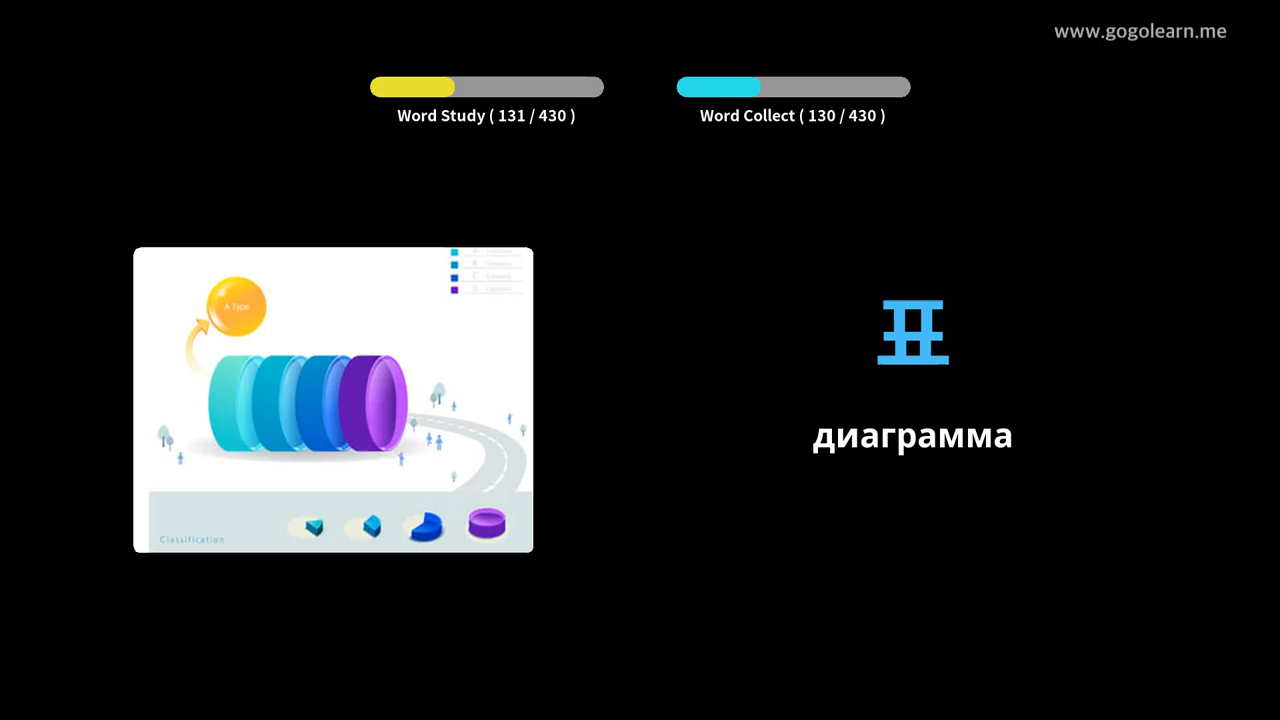 www.gogolearn.me
Word Study ( 131 / 430 )
Word Collect ( 130 / 430 )
A Type
C
표
диаграмма
Classification